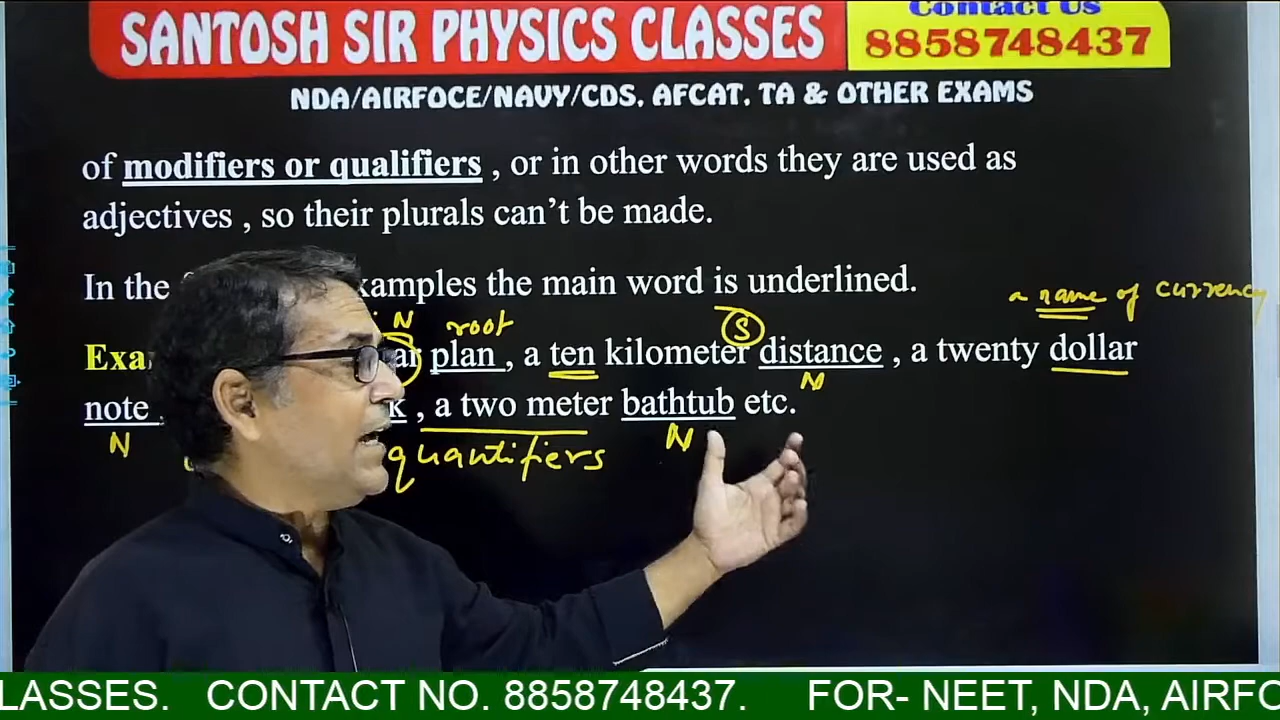 Contact Us
SANTOSH SIR PHYSICS CLASSES
8858748437
NDA/AIRFOCE/NAVY/CDS, AFCAT, TA & OTHER EXAMS
of modifiers or qualifiers , or in other words they are used as
adjectives , so their plurals can’t be made.
In the examples the main word is underlined.
a name of currency
N root S
plan , a ten kilometer distance , a twenty dollar
N
note , a two meter bathtub etc.
N quantifiers N
LASSES. CONTACT NO. 8858748437. FOR- NEET, NDA, AIRFO